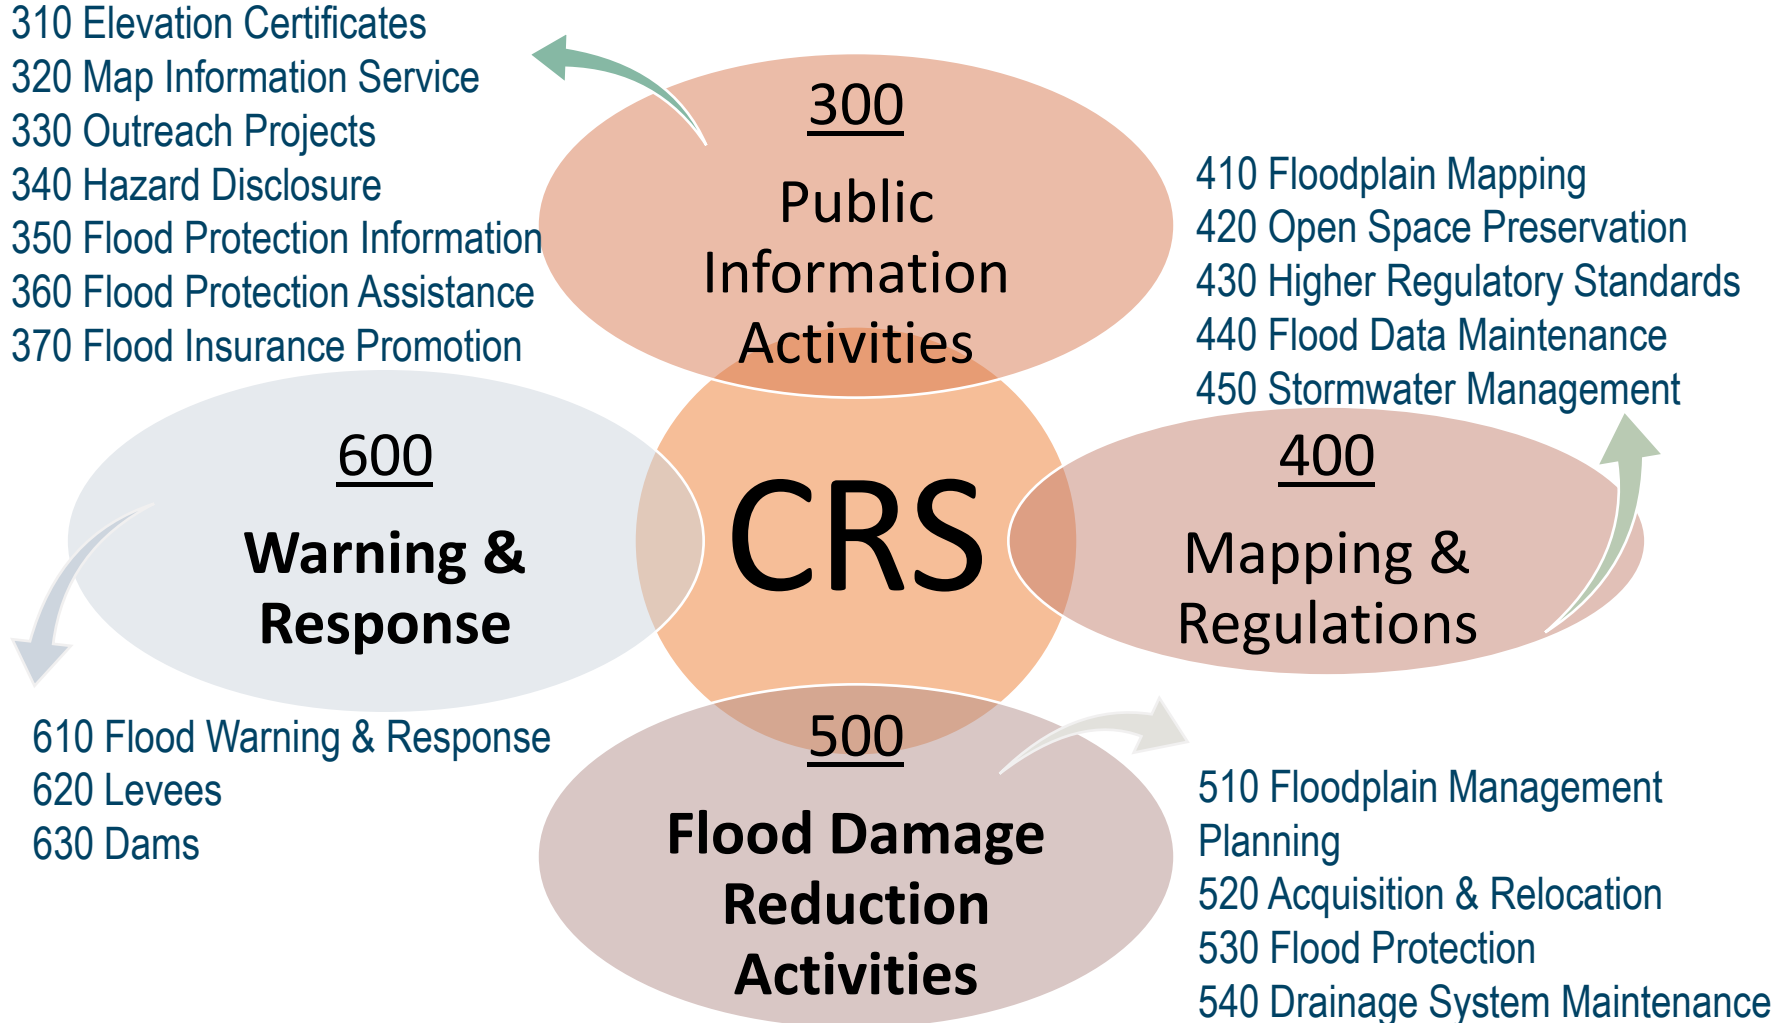 310 Elevation Certificates
320 Map Information Service
330 Outreach Projects
340 Hazard Disclosure
350 Flood Protection Information
360 Flood Protection Assistance
370 Flood Insurance Promotion
300
Public
Information
Activities
410 Floodplain Mapping
420 Open Space Preservation
430 Higher Regulatory Standards
440 Flood Data Maintenance
450 Stormwater Management
600
Warning &
Response
CRS
400
Mapping &
Regulations
610 Flood Warning & Response
620 Levees
630 Dams
500
Flood Damage
Reduction
Activities
510 Floodplain Management
Planning
520 Acquisition & Relocation
530 Flood Protection
540 Drainage System Maintenance